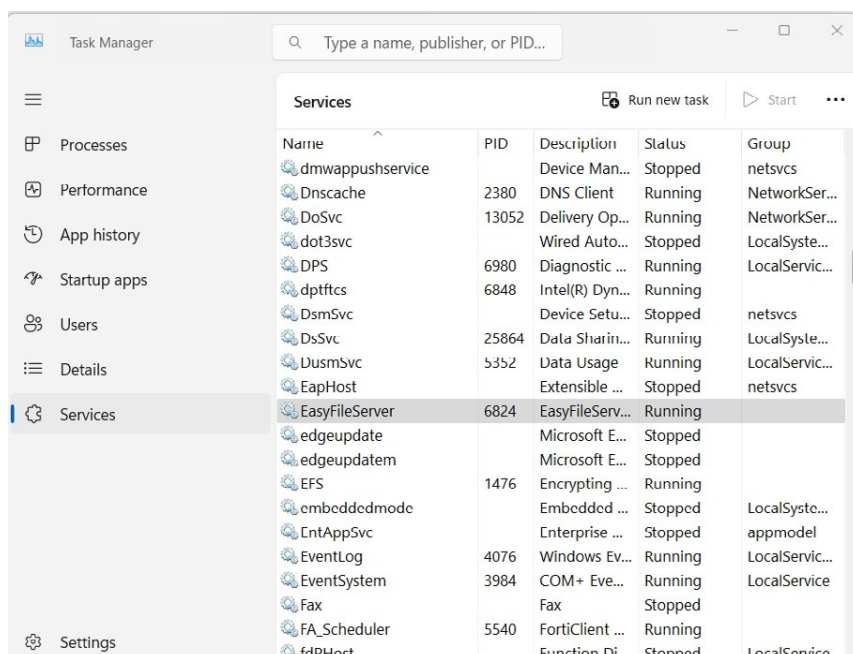 Task Manager
Type a name, publisher, or PID...
Services Run new task Start
Processes
Performance
App history
Startup apps
Users
Details
Services
Settings
Name PID Description Status Group
dmwappushservice Device Man... Stopped netsvcs
Dnscache 2380 DNS Client Running NetworkSer...
DoSvc 13052 Delivery Op... Running NetworkSer...
dot3svc Wired Auto... Stopped LocalSyste...
DPS 6980 Diagnostic ... Running LocalServic...
dptftcs 6848 Intel(R) Dyn... Running
DsmSvc Device Setu... Stopped netsvcs
DsSvc 25864 Data Sharin... Running LocalSyste...
DusmSvc 5352 Data Usage Running LocalServic...
EapHost Extensible ... Stopped netsvcs
EasyFileServer 6824 EasyFileServ... Running
edgeupdate Microsoft E... Stopped
edgeupdatem Microsoft E... Stopped
EFS 1476 Encrypting ... Running
embeddedmode Embedded ... Stopped LocalSyste...
EntAppSvc Enterprise ... Stopped appmodel
EventLog 4076 Windows Ev... Running LocalServic...
EventSystem 3984 COM+ Eve... Running LocalService
Fax Fax Stopped
FA_Scheduler 5540 FortiClient ... Running
fdPHost Function Di... Stopped LocalService